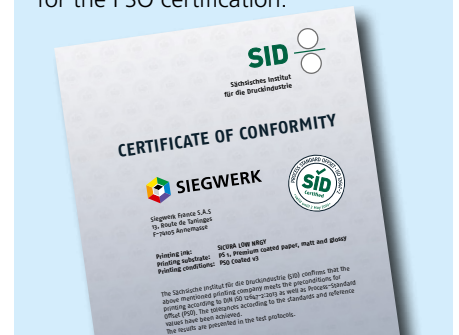 for the PSO certification.
SID
Sächsisches Institut
für die Druckindustrie
CERTIFICATE OF CONFORMITY
SIEGWERK
PROCESS STANDARD OFFSET ISO 12647-2
SID
Certified
Siegwerk France S.A.S
13, Route de Taninges
F-74105 Annemasse
Printing ink: SICURA LOW NRGY
Printing substrate: PS 1, Premium coated paper, matt and glossy
Printing conditions: PSO Coated v3
The Sächsische Institut für die Druckindustrie (SID) confirms that the
above mentioned printing company meets the preconditions for
printing according to DIN ISO 12647-2:2013 as well as Process-Standard
Offset (PSO). The tolerances according to the standards and reference
values have been achieved.
The results are presented in the test protocols.